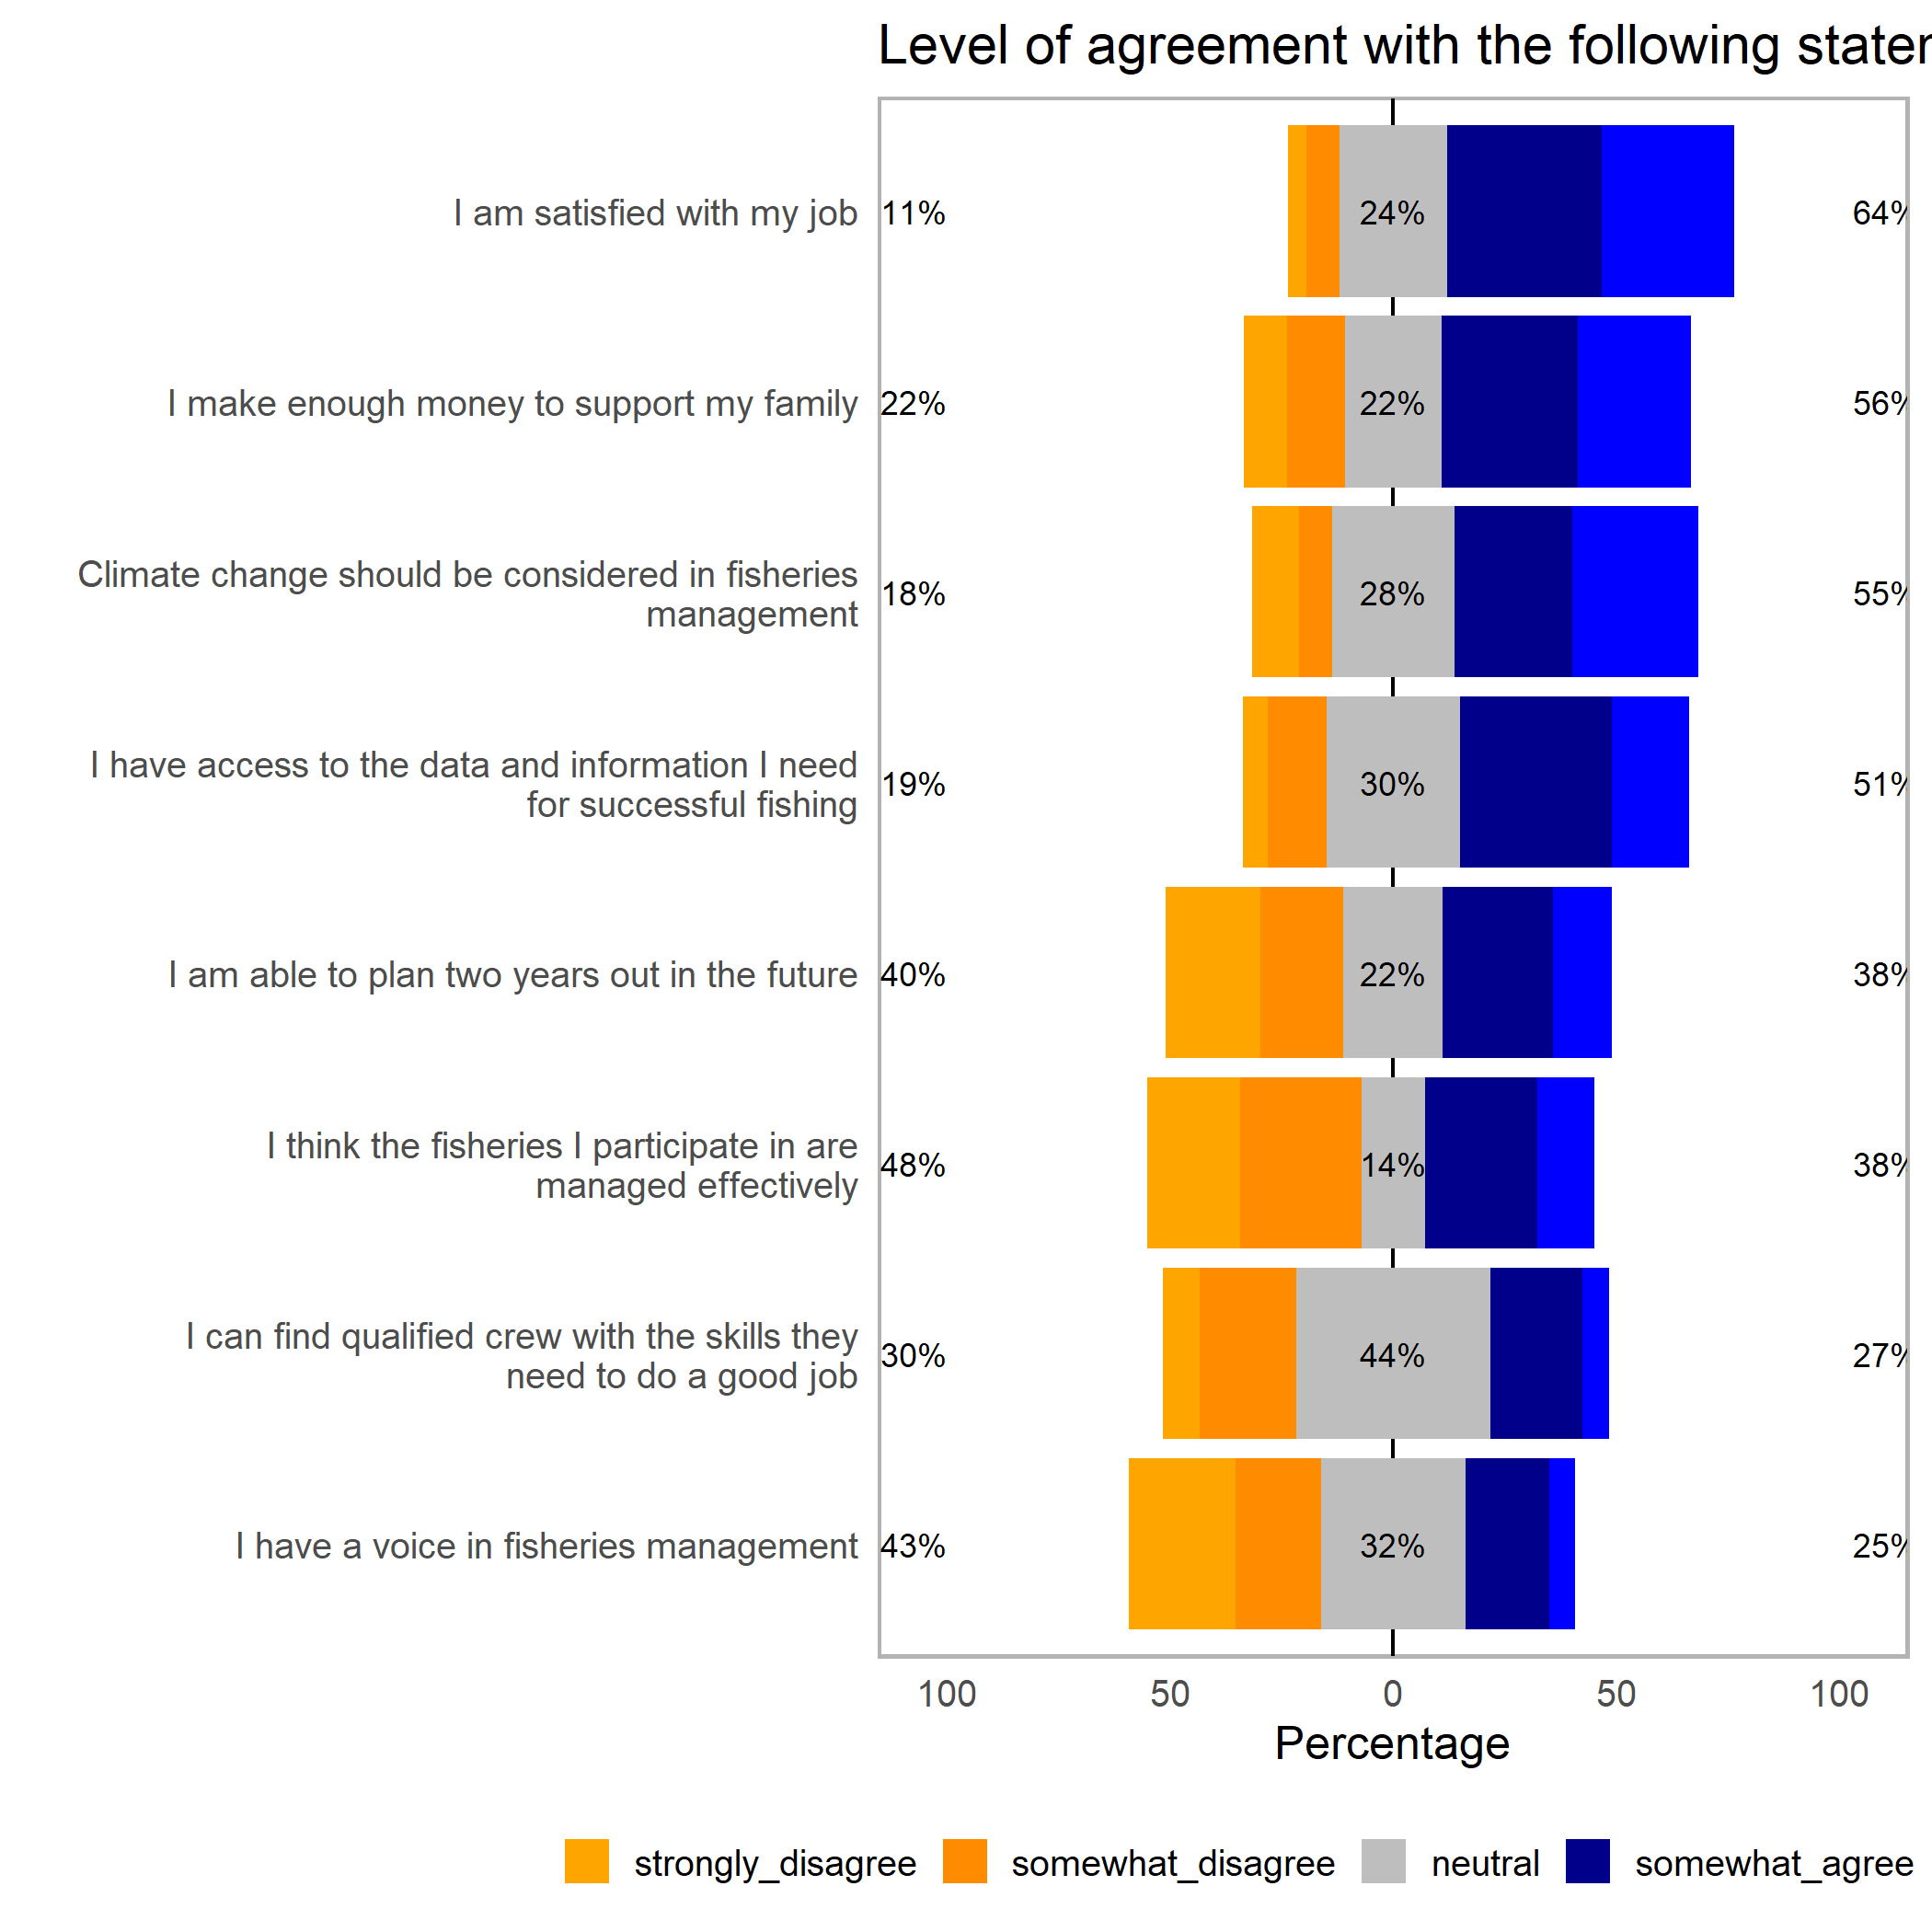 Level of agreement with the following
I am satisfied with my job
11% 24% 64%
I make enough money to support my family
22% 22% 56%
Climate change should be considered in fisheries
management
18% 28% 55%
I have access to the data and information I need
for successful fishing
19% 30% 51%
I am able to plan two years out in the future
40% 22% 38%
I think the fisheries I participate in are
managed effectively
48% 14% 38%
I can find qualified crew with the skills they
need to do a good job
30% 44% 27%
I have a voice in fisheries management
43% 32% 25%
100 50 0 50 100
Percentage
strongly_disagree somewhat_disagree neutral somewhat_agree